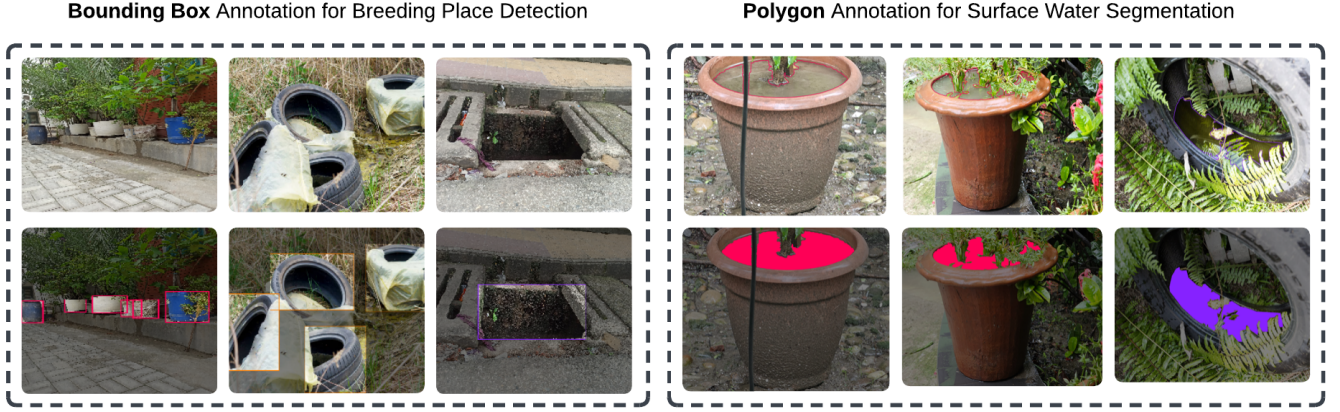 Bounding Box Annotation for Breeding Place Detection
Polygon Annotation for Surface Water Segmentation